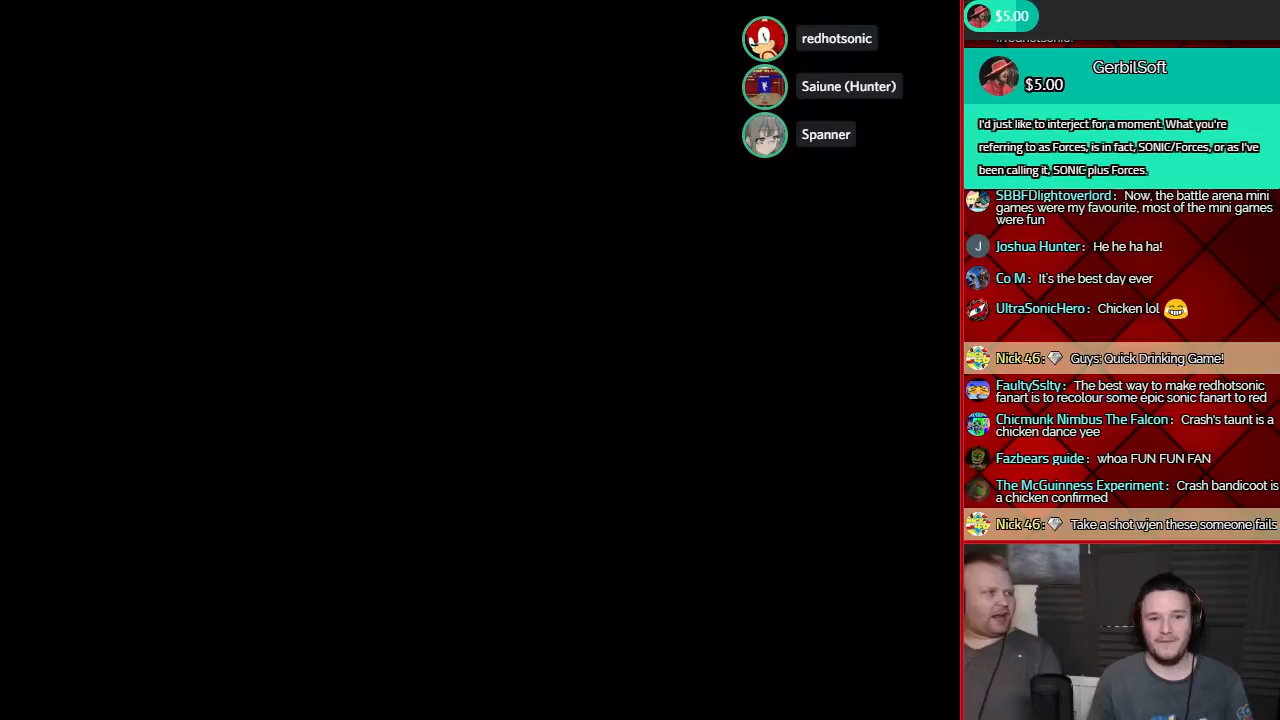 redhotsonic
Saiune (Hunter)
Spanner
$5.00
GerbilSoft
$5.00
I'd just like to interject for a moment. What you're
referring to as Forces, is in fact, SONIC/Forces, or as I've
been calling it, SONIC plus Forces.
SBBFDlightoverlord: Now, the battle arena mini
games were my favourite, most of the mini games
were fun
J Joshua Hunter: He he ha ha!
Co M: It's the best day ever
UltraSonicHero: Chicken lol 😂
Nick 46: Guys: Quick Drinking Game!
FaultySslty: The best way to make redhotsonic
fanart is to recolour some epic sonic fanart to red
Chicmunk Nimbus The Falcon: Crash's taunt is a
chicken dance yee
Fazbears guide: whoa FUN FUN FAN
The McGuinness Experiment: Crash bandicoot is
a chicken confirmed
Nick 46: Take a shot wjen these someone fails